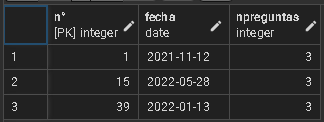 n° fecha npreguntas
[PK] integer date integer
1 1 2021-11-12 3
2 15 2022-05-28 3
3 39 2022-01-13 3